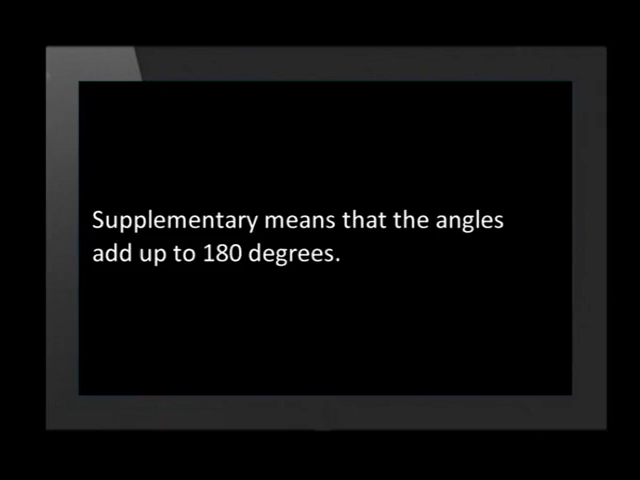 Supplementary means that the angles
add up to 180 degrees.